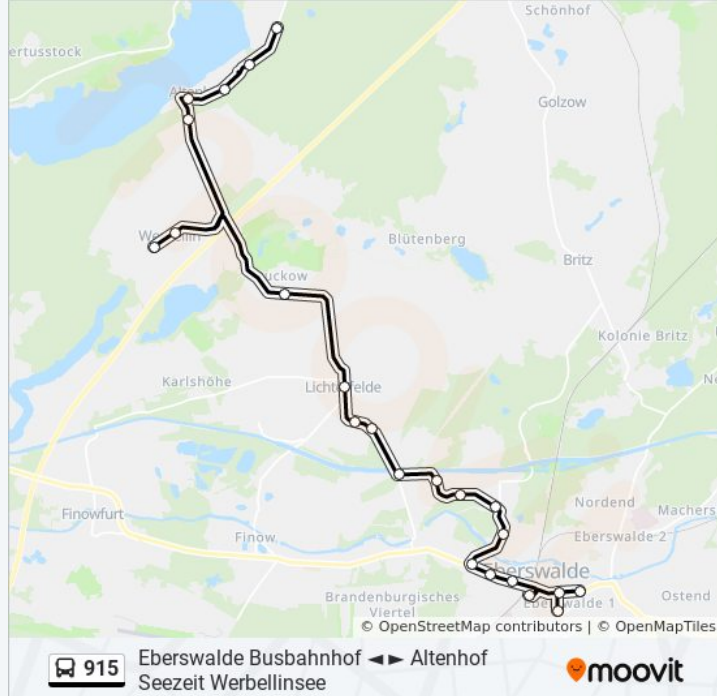 Schönhof
ertusstock
Golzow
Blütenberg
Britz
Kolonie Britz
Karlshöhe
Finowfurt
Nordend
Finow
Eberswalde 2
Eberswalde
Brandenburgisches
Viertel
Eberswalde 1
Ostend
© OpenStreetMap contributors | © OpenMapTiles
915
Eberswalde Busbahnhof ◄ ► Altenhof
Seezeit Werbellinsee
moovit